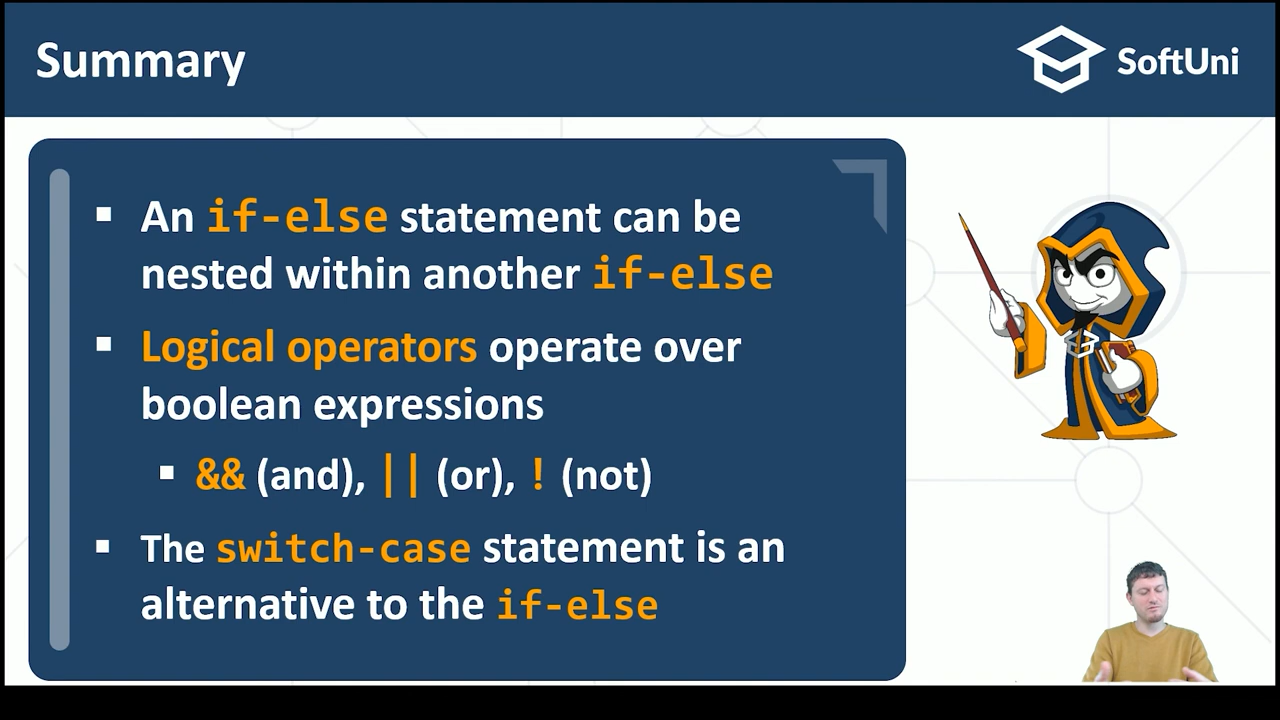 Summary
SoftUni
▪ An if-else statement can be
nested within another if-else
▪ Logical operators operate over
boolean expressions
▪ && (and), || (or), ! (not)
▪ The switch-case statement is an
alternative to the if-else